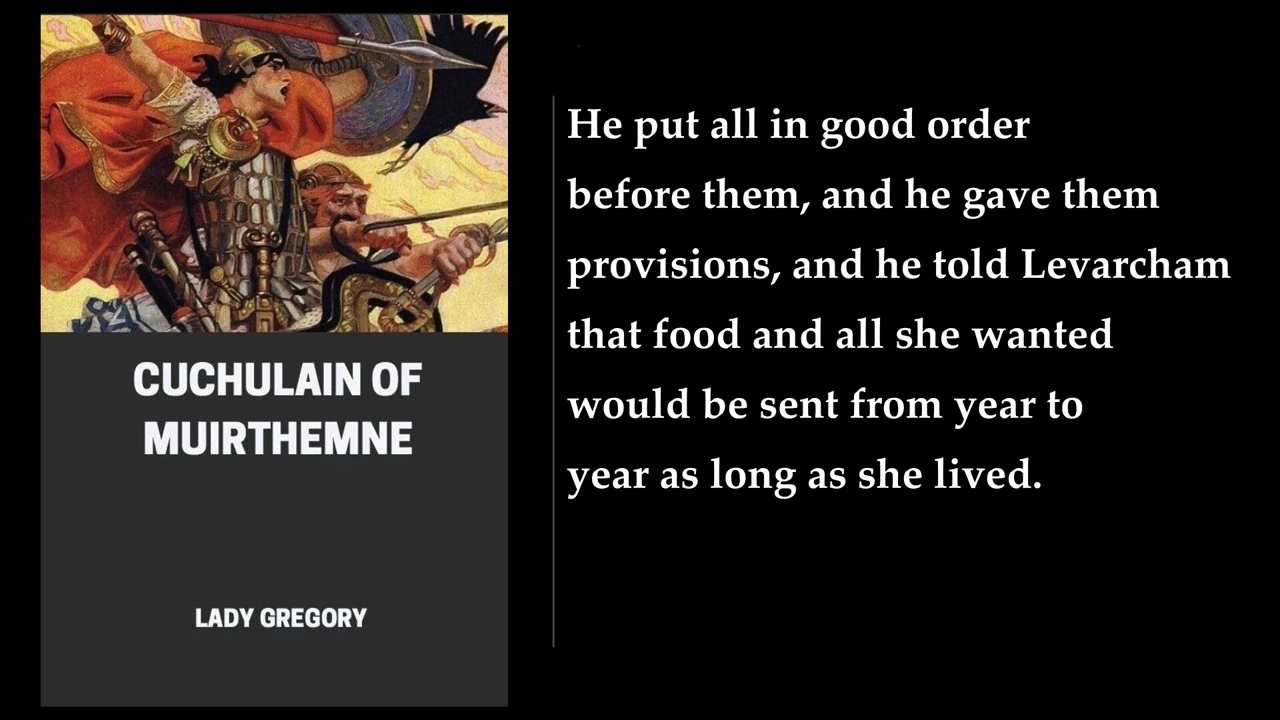 CUCHULAIN OF
MUIRTHEMNE
LADY GREGORY
He put all in good order
before them, and he gave them
provisions, and he told Levarcham
that food and all she wanted
would be sent from year to
year as long as she lived.